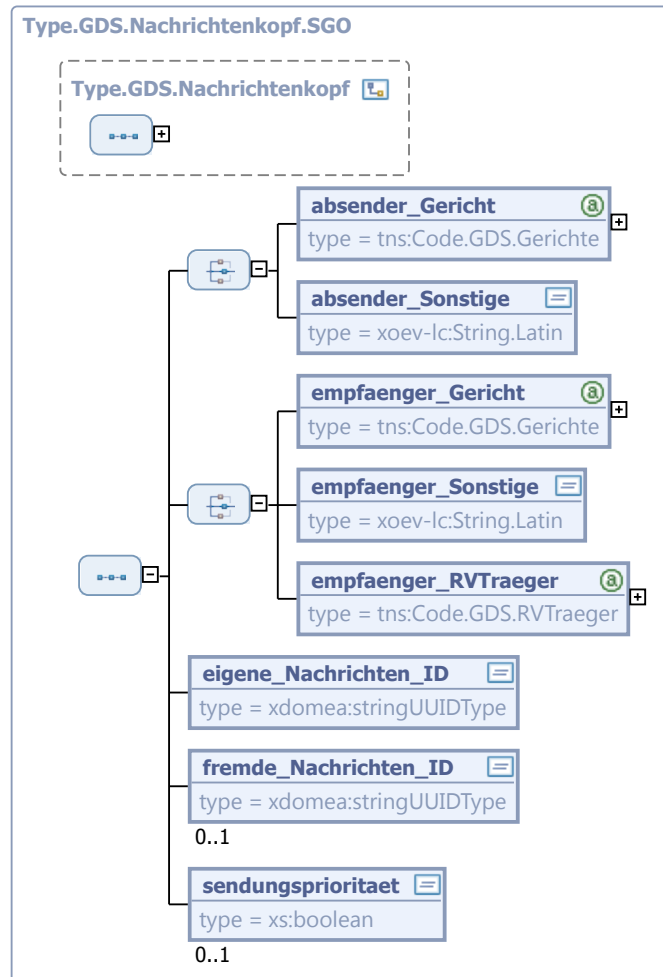 Type.GDS.Nachrichtenkopf.SGO
Type.GDS.Nachrichtenkopf
absender_Gericht
type = tns:Code.GDS.Gerichte
absender_Sonstige
type = xoev-lc:String.Latin
empfaenger_Gericht
type = tns:Code.GDS.Gerichte
empfaenger_Sonstige
type = xoev-lc:String.Latin
empfaenger_RVTraeger
type = tns:Code.GDS.RVTraeger
eigene_Nachrichten_ID
type = xdomea:stringUUIDType
fremde_Nachrichten_ID
type = xdomea:stringUUIDType
0..1
sendungsprioritaet
type = xs:boolean
0..1